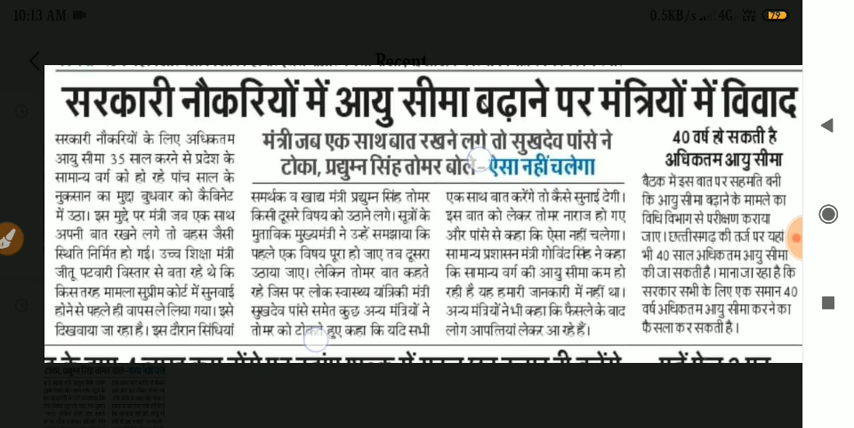 10:13 AM
0.5KB/s 4G 79
Recent
सरकारी नौकरियों में आयु सीमा बढ़ाने पर मंत्रियों में विवाद
सरकारी नौकरियों के लिए अधिकतम
आयु सीमा 35 साल करने से प्रदेश के
सामान्य वर्ग को हो रहे पांच साल के
नुकसान का मुद्दा बुधवार को कैबिनेट
में उठा। इस मुद्दे पर मंत्री जब एक साथ
अपनी बात रखने लगे तो बहस जैसी
स्थिति निर्मित हो गई। उच्च शिक्षा मंत्री
जीतू पटवारी विस्तार से बता रहे थे कि
किस तरह मामला सुप्रीम कोर्ट में सुनवाई
होने से पहले ही वापस ले लिया गया। इसे
दिखवाया जा रहा है। इस दौरान सिंधिया
मंत्री जब एक साथ बात रखने लगे तो सुखदेव पांसे ने
टोका, प्रद्युम्न सिंह तोमर बोले- ऐसा नहीं चलेगा
समर्थक व खाद्य मंत्री प्रद्युम्न सिंह तोमर
किसी दूसरे विषय को उठाने लगे। सूत्रों के
मुताबिक मुख्यमंत्री ने उन्हें समझाया कि
पहले एक विषय पूरा हो जाए तब दूसरा
उठाया जाए। लेकिन तोमर बात कहते
रहे जिस पर लोक स्वास्थ्य यांत्रिकी मंत्री
सुखदेव पांसे समेत कुछ अन्य मंत्रियों ने
तोमर को टोकते हुए कहा कि यदि सभी
एक साथ बात करेंगे तो कैसे सुनाई देगी।
इस बात को लेकर तोमर नाराज हो गए
और पांसे से कहा कि ऐसा नहीं चलेगा।
सामान्य प्रशासन मंत्री गोविंद सिंह ने कहा
कि सामान्य वर्ग की आयु सीमा कम हो
रही है यह हमारी जानकारी में नहीं था।
अन्य मंत्रियों ने भी कहा कि फैसले के बाद
लोग आपत्तियां लेकर आ रहे हैं।
40 वर्ष हो सकती है
अधिकतम आयु सीमा
बैठक में इस बात पर सहमति बनी
कि आयु सीमा बढ़ाने के मामले का
विधि विभाग से परीक्षण कराया
जाए। छत्तीसगढ़ की तर्ज पर यहां
भी 40 साल अधिकतम आयु सीमा
की जा सकती है। माना जा रहा है कि
सरकार सभी के लिए एक समान 40
वर्ष अधिकतम आयु सीमा करने का
फैसला कर सकती है।